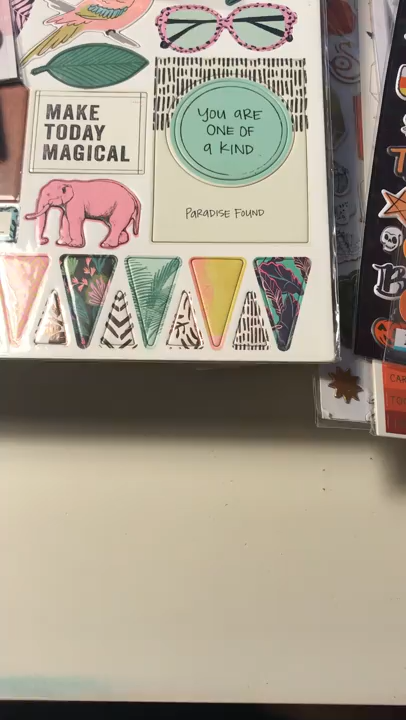 MAKE
TODAY
MAGICAL
YOU ARE
ONE OF
A KIND
PARADISE FOUND